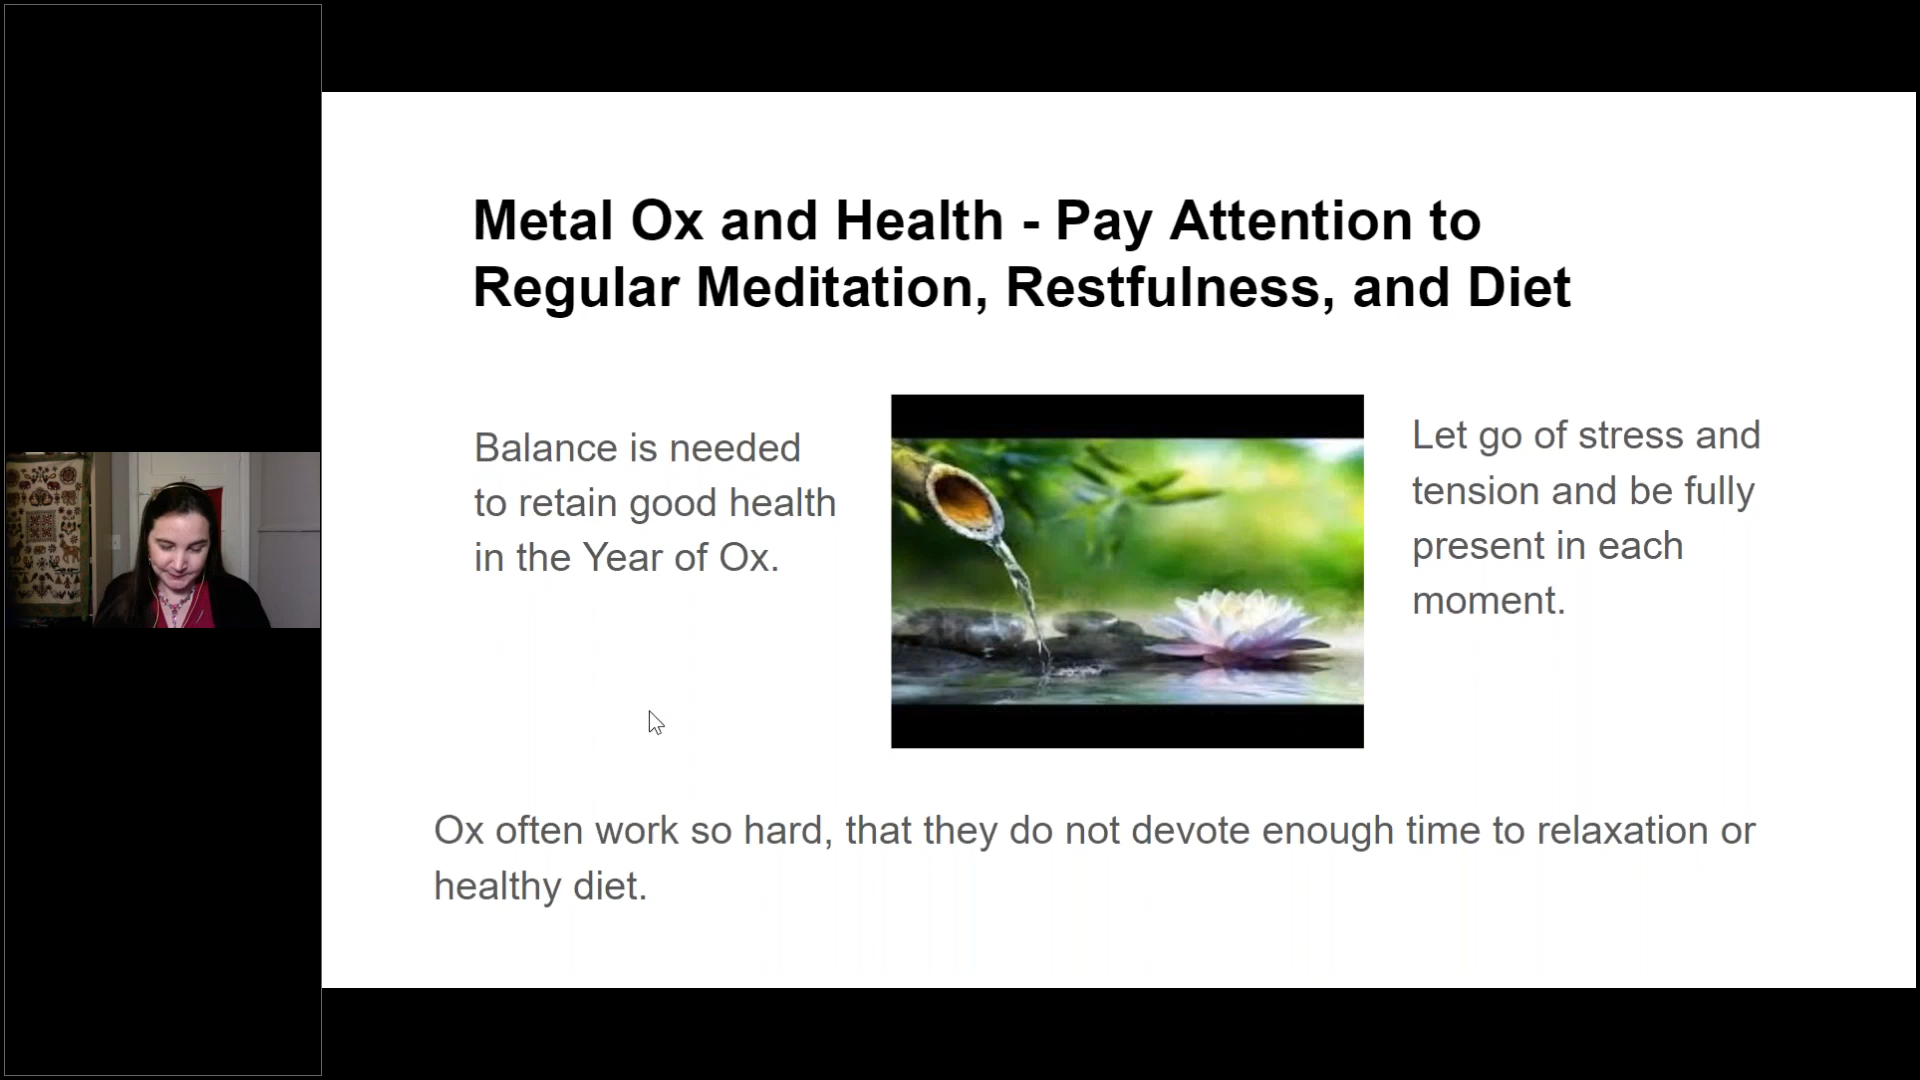 Metal Ox and Health - Pay Attention to
Regular Meditation, Restfulness, and Diet
Balance is needed
to retain good health
in the Year of Ox.
Let go of stress and
tension and be fully
present in each
moment.
Ox often work so hard, that they do not devote enough time to relaxation or
healthy diet.